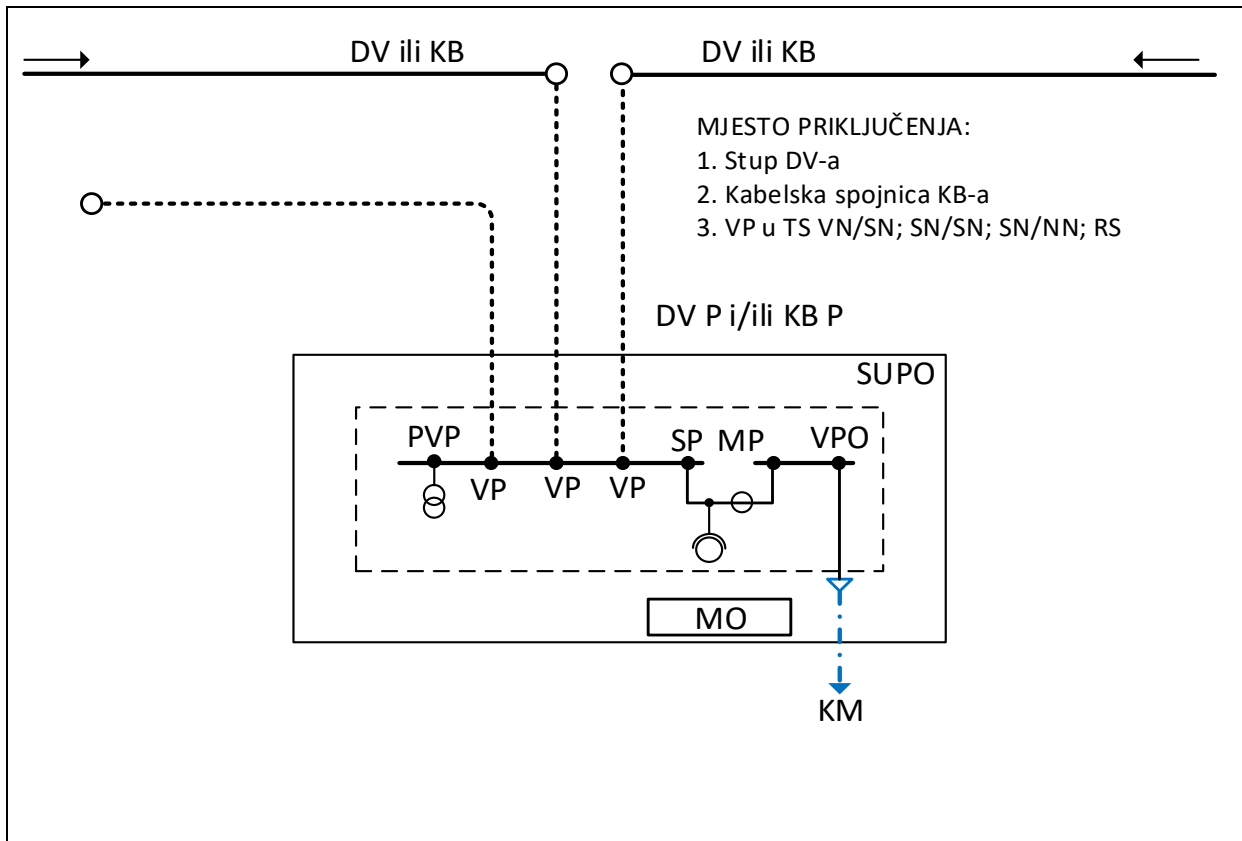 DV ili KB
DV ili KB
MJESTO PRIKLJUČENJA:
1. Stup DV-a
2. Kabelska spojnica KB-a
3. VP u TS VN/SN; SN/SN; SN/NN; RS
DV P i/ili KB P
SUPO
PVP
SP
MP
VPO
VP
VP
VP
MO
KM